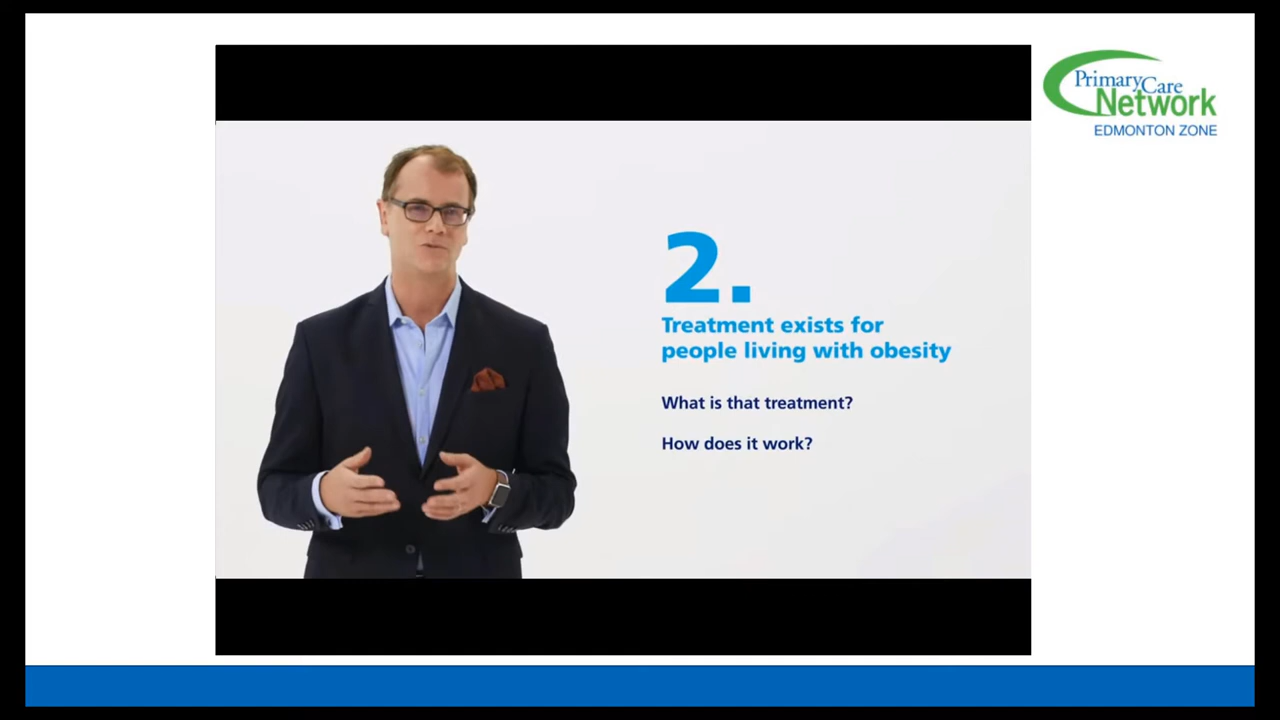 PrimaryCare
Network
EDMONTON ZONE
2.
Treatment exists for
people living with obesity
What is that treatment?
How does it work?